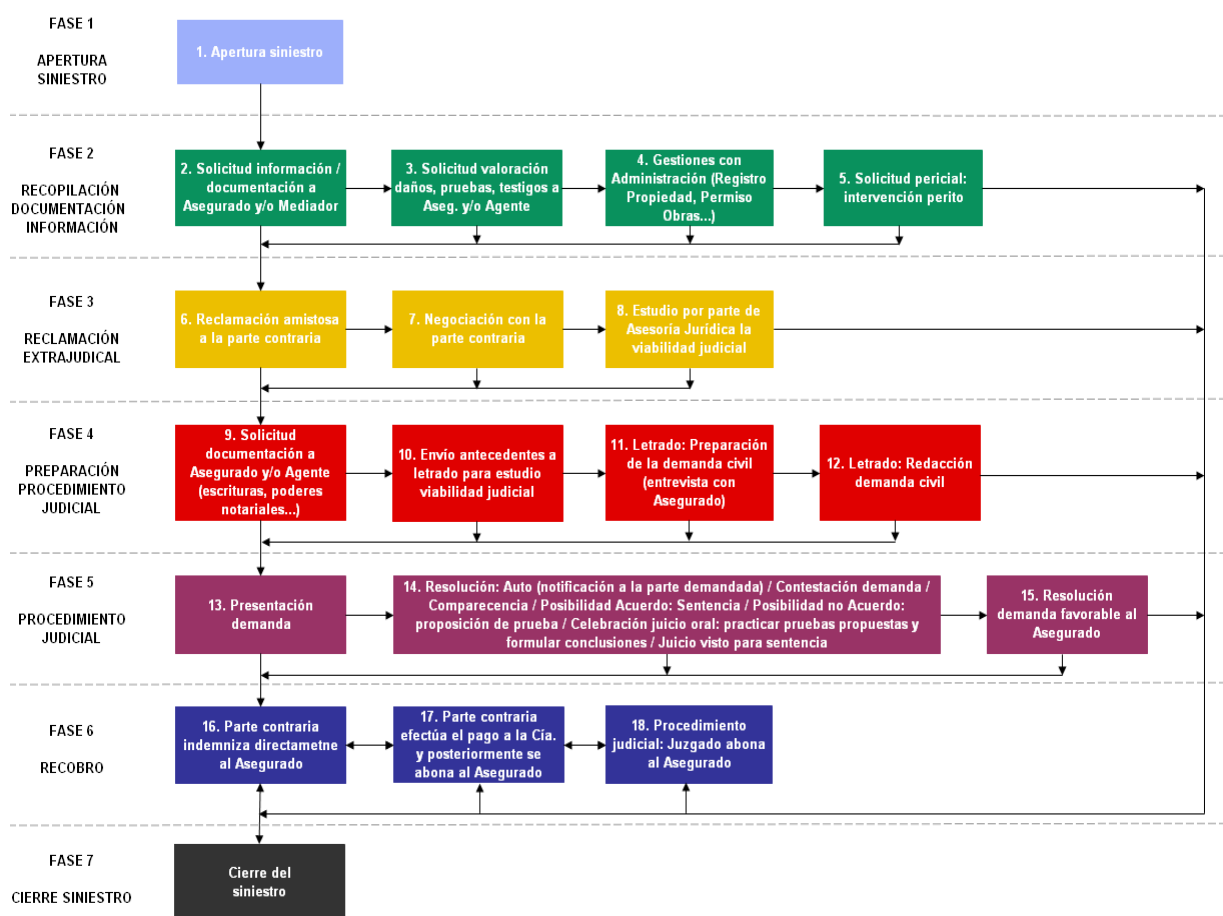 FASE 1
APERTURA
SINIESTRO
1. Apertura siniestro
FASE 2
RECOPILACIÓN
DOCUMENTACIÓN
INFORMACIÓN
2. Solicitud información /
documentación a
Asegurado y/o Mediador
3. Solicitud valoración
daños, pruebas, testigos a
Aseg. y/o Agente
4. Gestiones con
Administración (Registro
Propiedad, Permiso
Obras...)
5. Solicitud pericial:
intervención perito
FASE 3
RECLAMACIÓN
EXTRAJUDICAL
6. Reclamación amistosa
a la parte contraria
7. Negociación con la
parte contraria
8. Estudio por parte de
Asesoría Jurídica la
viabilidad judicial
FASE 4
PREPARACIÓN
PROCEDIMIENTO
JUDICIAL
9. Solicitud
documentación a
Asegurado y/o Agente
(escrituras, poderes
notariales...)
10. Envío antecedentes a
letrado para estudio
viabilidad judicial
11. Letrado: Preparación
de la demanda civil
(entrevista con
Asegurado)
12. Letrado: Redacción
demanda civil
FASE 5
PROCEDIMIENTO
JUDICIAL
13. Presentación
demanda
14. Resolución: Auto (notificación a la parte demandada) / Contestación demanda /
Comparecencia / Posibilidad Acuerdo: Sentencia / Posibilidad no Acuerdo:
proposición de prueba / Celebración juicio oral: practicar pruebas propuestas y
formular conclusiones / Juicio visto para sentencia
15. Resolución
demanda favorable al
Asegurado
FASE 6
RECOBRO
16. Parte contraria
indemniza directametne
al Asegurado
17. Parte contraria
efectúa el pago a la Cía.
y posteriormente se
abona al Asegurado
18. Procedimiento
judicial: Juzgado abona
al Asegurado
FASE 7
CIERRE SINIESTRO
Cierre del
siniestro